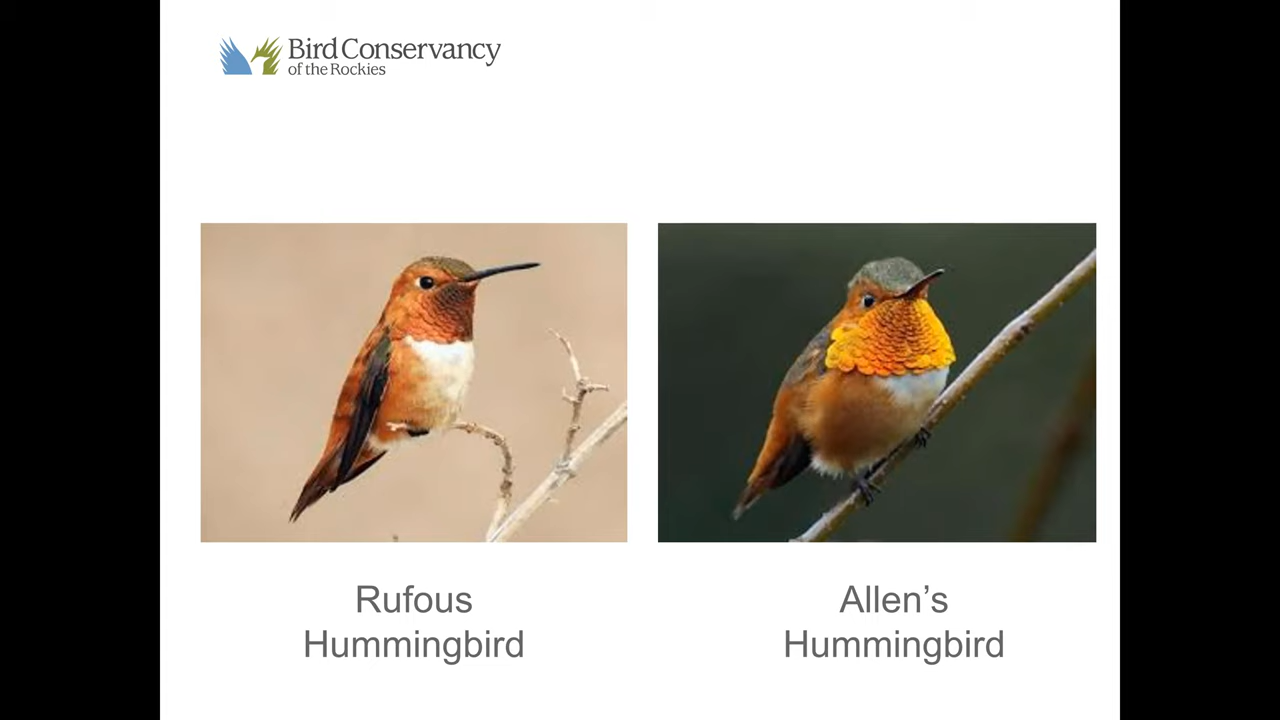 Bird Conservancy
of the Rockies
Rufous
Hummingbird
Allen’s
Hummingbird